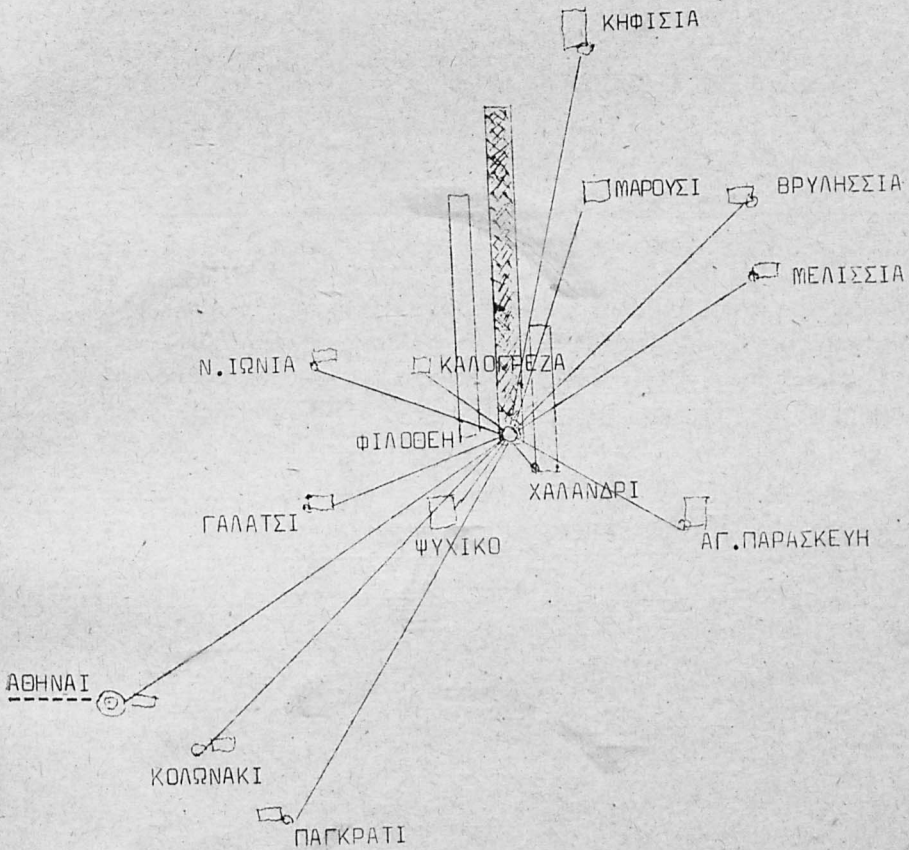 ΚΗΦΙΣΙΑ
ΜΑΡΟΥΣΙ
ΒΡΥΛΗΣΣΙΑ
ΜΕΛΙΣΣΙΑ
Ν.ΙΩΝΙΑ
ΚΑΛΟΓΡΕΖΑ
ΦΙΛΟΘΕΗ
ΧΑΛΑΝΔΡΙ
ΓΑΛΑΤΣΙ
ΨΥΧΙΚΟ
ΑΓ.ΠΑΡΑΣΚΕΥΗ
ΑΘΗΝΑΙ
ΚΟΛΩΝΑΚΙ
ΠΑΓΚΡΑΤΙ